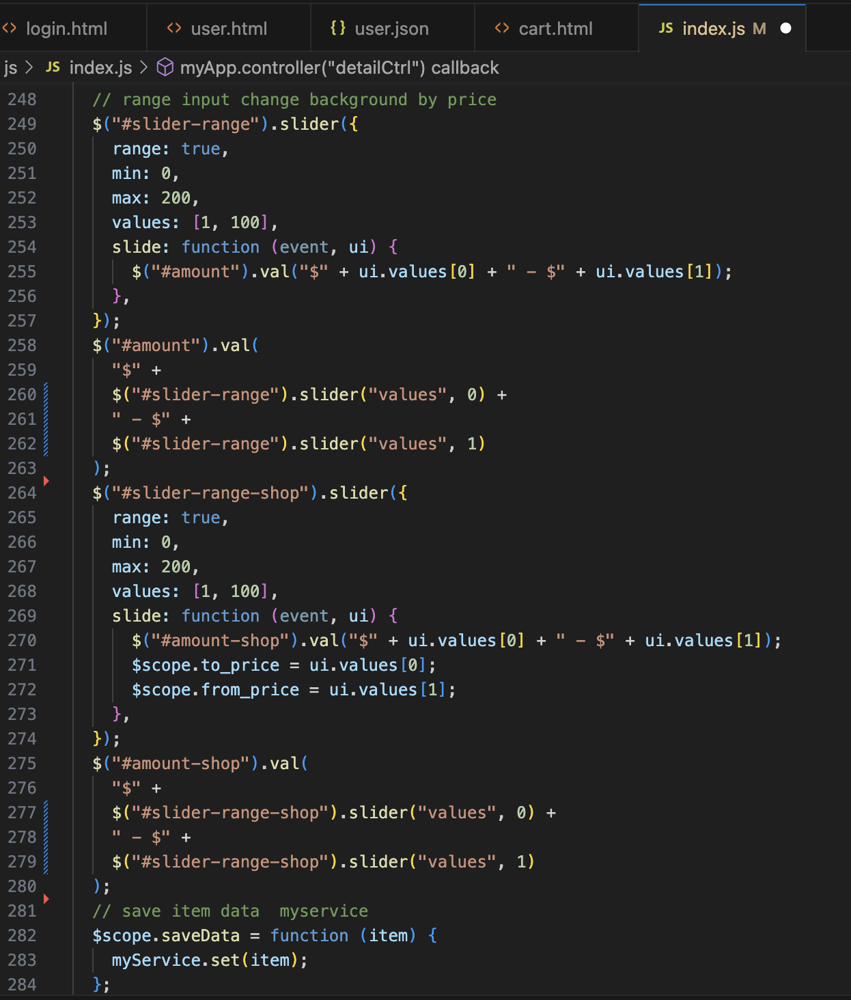 login.html user.html user.json cart.html JS index.js M
js > JS index.js > myApp.controller("detailCtrl") callback
248 // range input change background by price
249 $("#slider-range").slider({
250 range: true,
251 min: 0,
252 max: 200,
253 values: [1, 100],
254 slide: function (event, ui) {
255 $("#amount").val("$" + ui.values[0] + " - $" + ui.values[1]);
256 },
257 });
258 $("#amount").val(
259 "$" +
260 $("#slider-range").slider("values", 0) +
261 " - $" +
262 $("#slider-range").slider("values", 1)
263 );
264 $("#slider-range-shop").slider({
265 range: true,
266 min: 0,
267 max: 200,
268 values: [1, 100],
269 slide: function (event, ui) {
270 $("#amount-shop").val("$" + ui.values[0] + " - $" + ui.values[1]);
271 $scope.to_price = ui.values[0];
272 $scope.from_price = ui.values[1];
273 },
274 });
275 $("#amount-shop").val(
276 "$" +
277 $("#slider-range-shop").slider("values", 0) +
278 " - $" +
279 $("#slider-range-shop").slider("values", 1)
280 );
281 // save item data  myservice
282 $scope.saveData = function (item) {
283 myService.set(item);
284 };